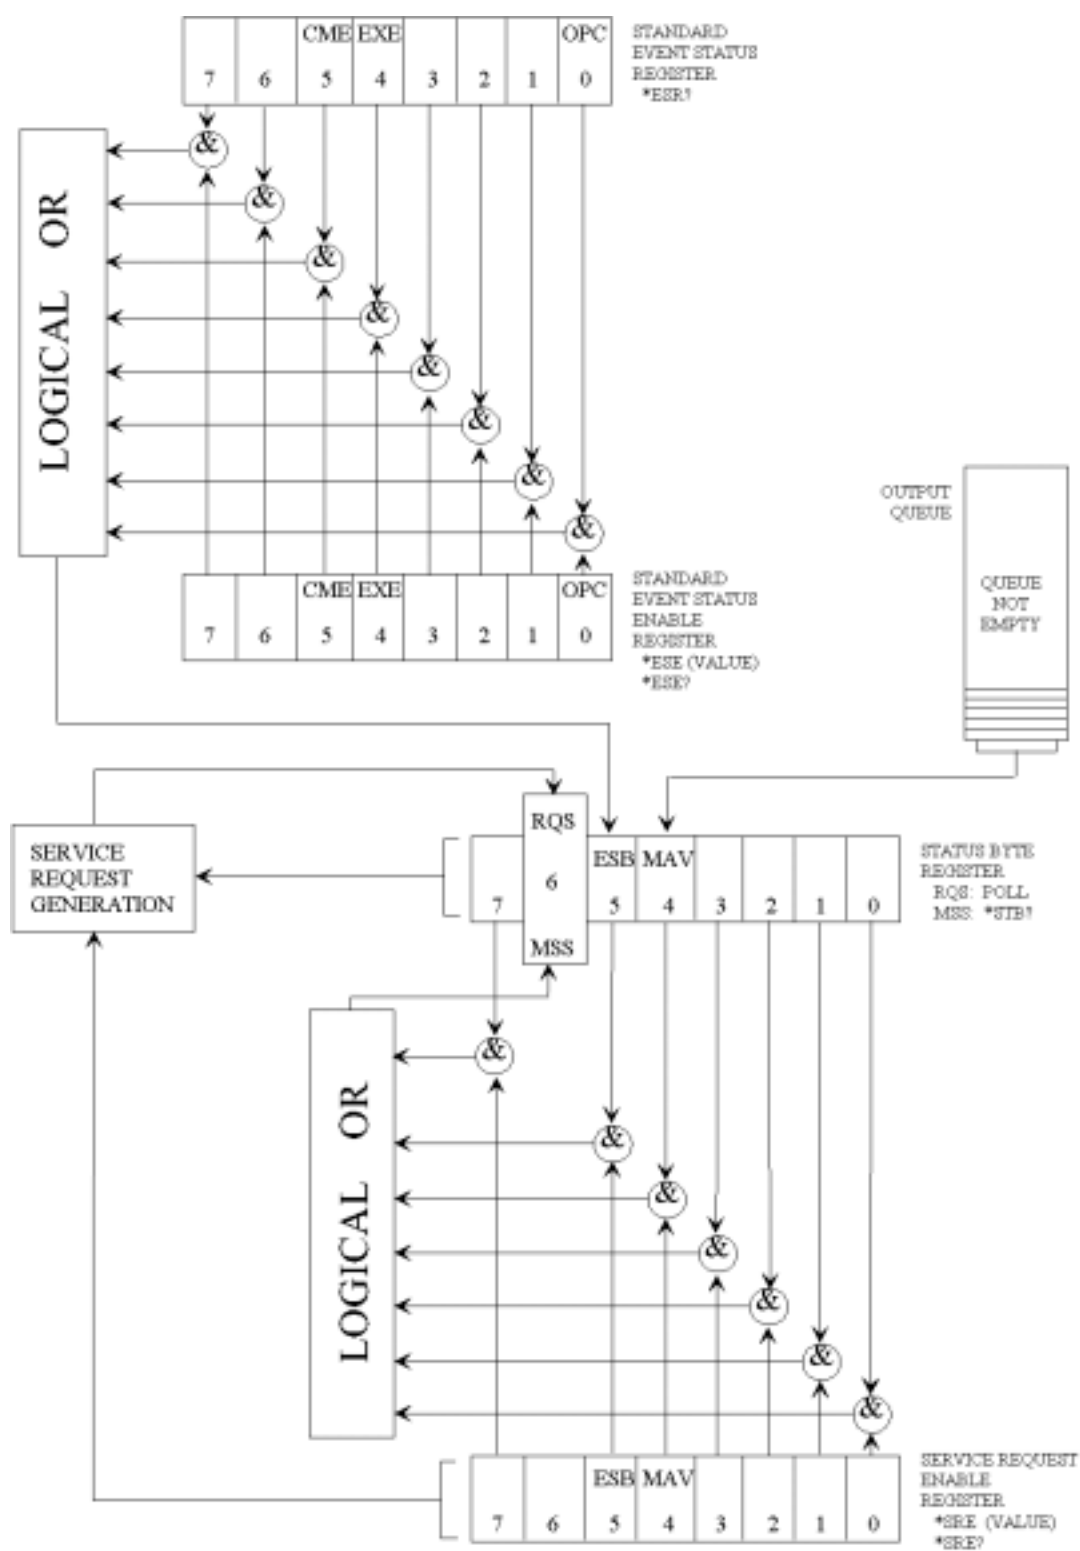 CME EXE OPC
7 6 5 4 3 2 1 0
STANDARD
EVENT STATUS
REGISTER
*ESR?
&
&
&
&
&
&
&
&
LOGICAL OR
CME EXE OPC
7 6 5 4 3 2 1 0
STANDARD
EVENT STATUS
ENABLE
REGISTER
*ESE (VALUE)
*ESE?
OUTPUT
QUEUE
QUEUE
NOT
EMPTY
SERVICE
REQUEST
GENERATION
RQS
6
MSS
ESB MAV
7 5 4 3 2 1 0
STATUS BYTE
REGISTER
RQS: POLL
MSS: *STB?
&
&
&
&
&
&
&
LOGICAL OR
ESB MAV
7 6 5 4 3 2 1 0
SERVICE REQUEST
ENABLE
REGISTER
*SRE (VALUE)
*SRE?